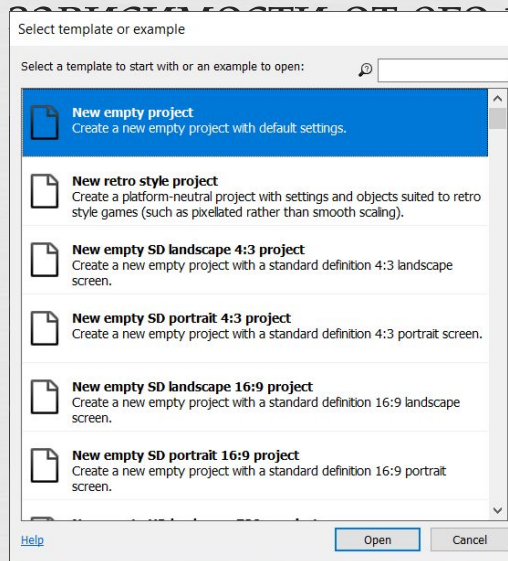 зависимости от его
Select template or example
Select a template to start with or an example to open:
New empty project
Create a new empty project with default settings.
New retro style project
Create a platform-neutral project with settings and objects suited to retro
style games (such as pixellated rather than smooth scaling).
New empty SD landscape 4:3 project
Create a new empty project with a standard definition 4:3 landscape
screen.
New empty SD portrait 4:3 project
Create a new empty project with a standard definition 4:3 portrait screen.
New empty SD landscape 16:9 project
Create a new empty project with a standard definition 16:9 landscape
screen.
New empty SD portrait 16:9 project
Create a new empty project with a standard definition 16:9 portrait
screen.
Help
Open
Cancel